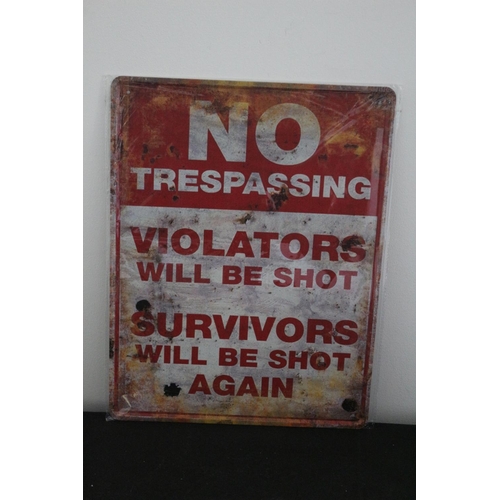 NO
TRESPASSING
VIOLATORS
WILL BE SHOT
SURVIVORS
WILL BE SHOT
AGAIN